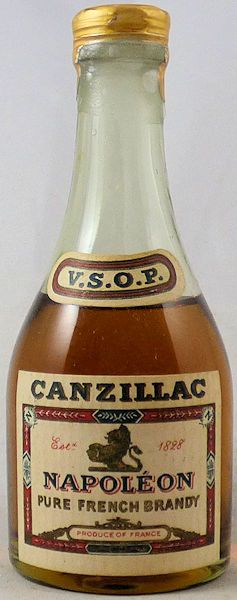 V.S.O.P.
CANZILLAC
Estd. 1828
NAPOLÉON
PURE FRENCH BRANDY
PRODUCE OF FRANCE